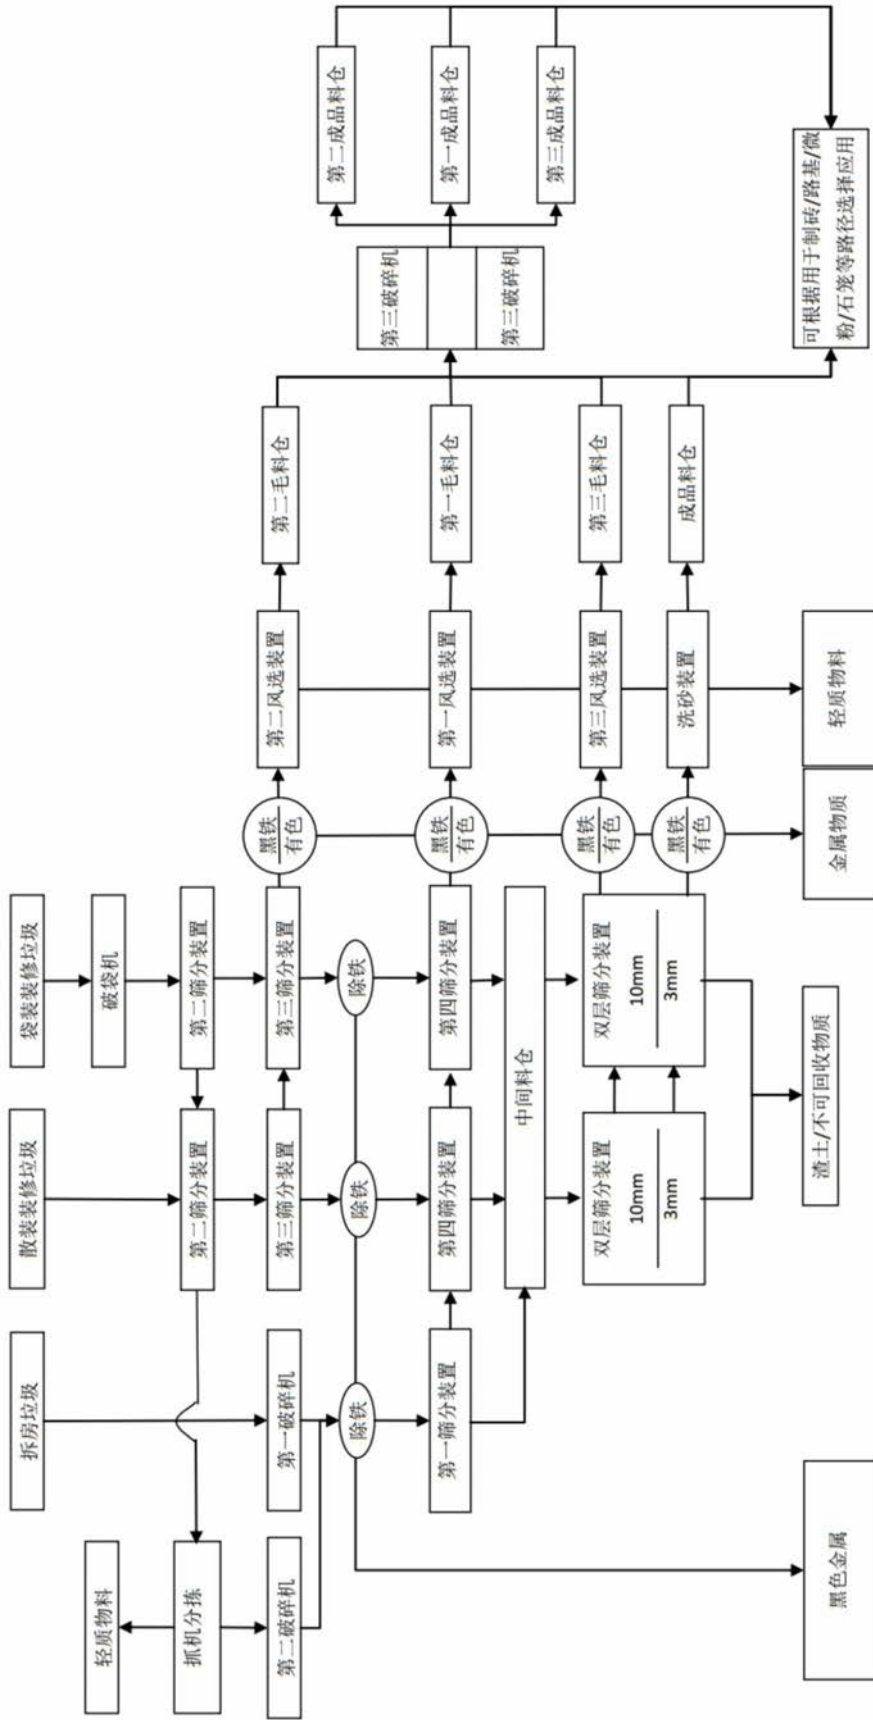 轻质物料
抓机分拣
第二破碎机
拆房垃圾
第一破碎机
除铁
第一筛分装置
黑色金属
散装装修垃圾
第二筛分装置
第三筛分装置
除铁
第四筛分装置
中间料仓
双层筛分装置
10mm
3mm
袋装装修垃圾
破袋机
第二筛分装置
第三筛分装置
除铁
第四筛分装置
双层筛分装置
10mm
3mm
渣土/不可回收物质
黑铁
有色
黑铁
有色
黑铁
有色
黑铁
有色
金属物质
第二风选装置
第一风选装置
第三风选装置
洗砂装置
轻质物料
第二毛料仓
第一毛料仓
第三毛料仓
成品料仓
第三破碎机
第三破碎机
第二成品料仓
第一成品料仓
第三成品料仓
可根据用于制砖/路基/微
粉/石笼等路径选择应用